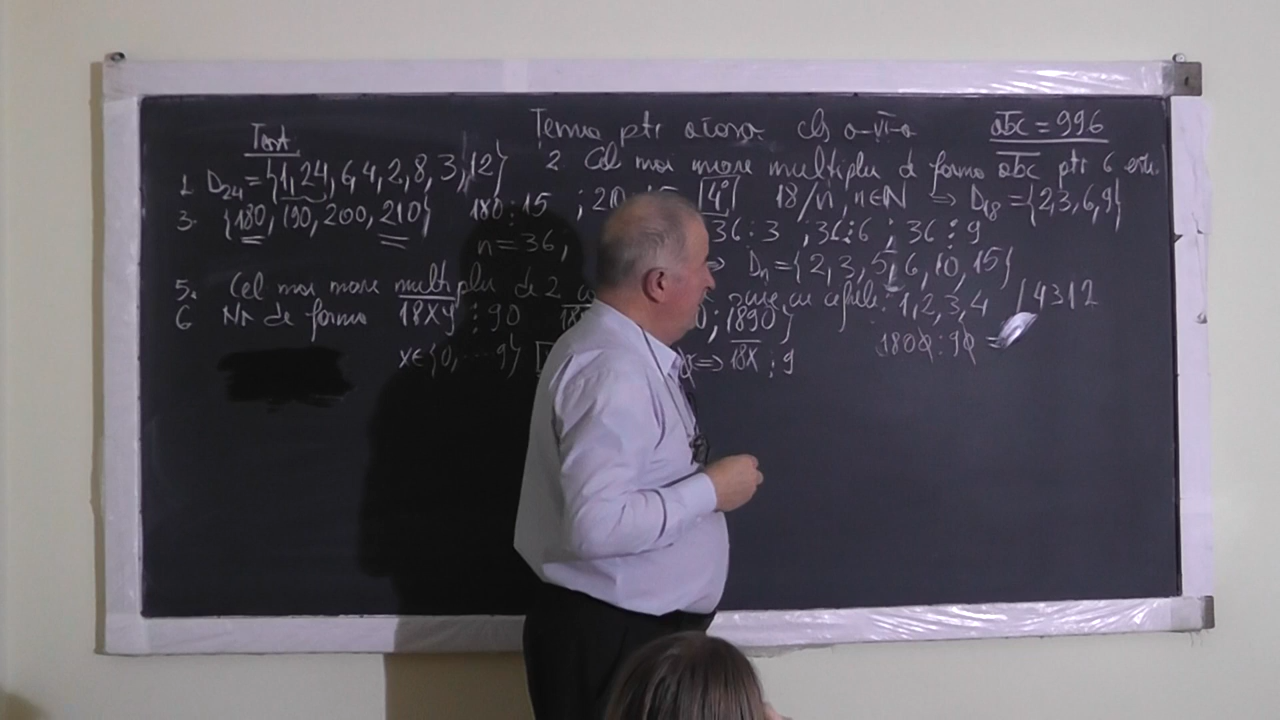 Test
Tema ptr acasa cls a-VI-a
abc = 996
1. D24 = {1, 24, 6, 4, 2, 8, 3, 12}
2 Cel mai mare multiplu d forma abc ptr 6 este.
3. {180, 190, 200, 210} 180 : 15 ; 210 : 15
4° 18/n, n∈N ⇒ D18 = {2, 3, 6, 9}
n = 36, 36 ⋮ 3 ; 36 ⋮ 6 ; 36 ⋮ 9
⇒ Dn = {2, 3, 5, 6, 10, 15}
5. Cel mai mare multiplu de 2 cu cifrele: 1, 2, 3, 4 / 4312
6 Nr de forma 18xy ⋮ 90 ; 1890}
1800 : 90 =
x∈{0, ... 9} ⇒ 18x ⋮ 9